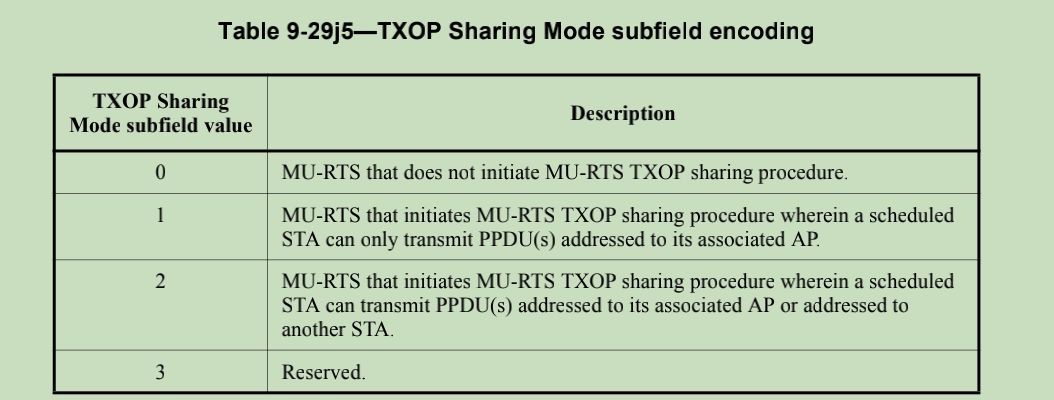 Table 9-29j5—TXOP Sharing Mode subfield encoding
TXOP Sharing
Mode subfield value
Description
0
MU-RTS that does not initiate MU-RTS TXOP sharing procedure.
1
MU-RTS that initiates MU-RTS TXOP sharing procedure wherein a scheduled
STA can only transmit PPDU(s) addressed to its associated AP.
2
MU-RTS that initiates MU-RTS TXOP sharing procedure wherein a scheduled
STA can transmit PPDU(s) addressed to its associated AP or addressed to
another STA.
3
Reserved.